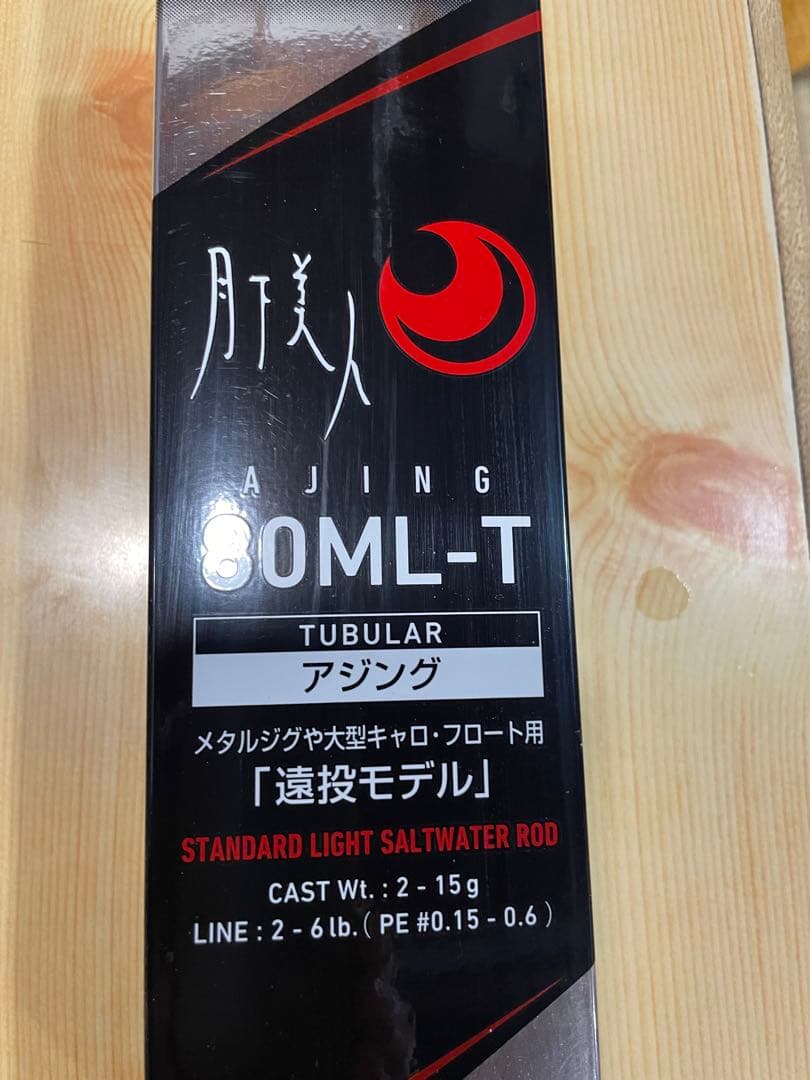 月下美人
AJING
80ML-T
TUBULAR
アジング
メタルジグや大型キャロ・フロート用
「遠投モデル」
STANDARD LIGHT SALTWATER ROD
CAST Wt. : 2 - 15g
LINE : 2 - 6 lb. ( PE #0.15 - 0.6 )